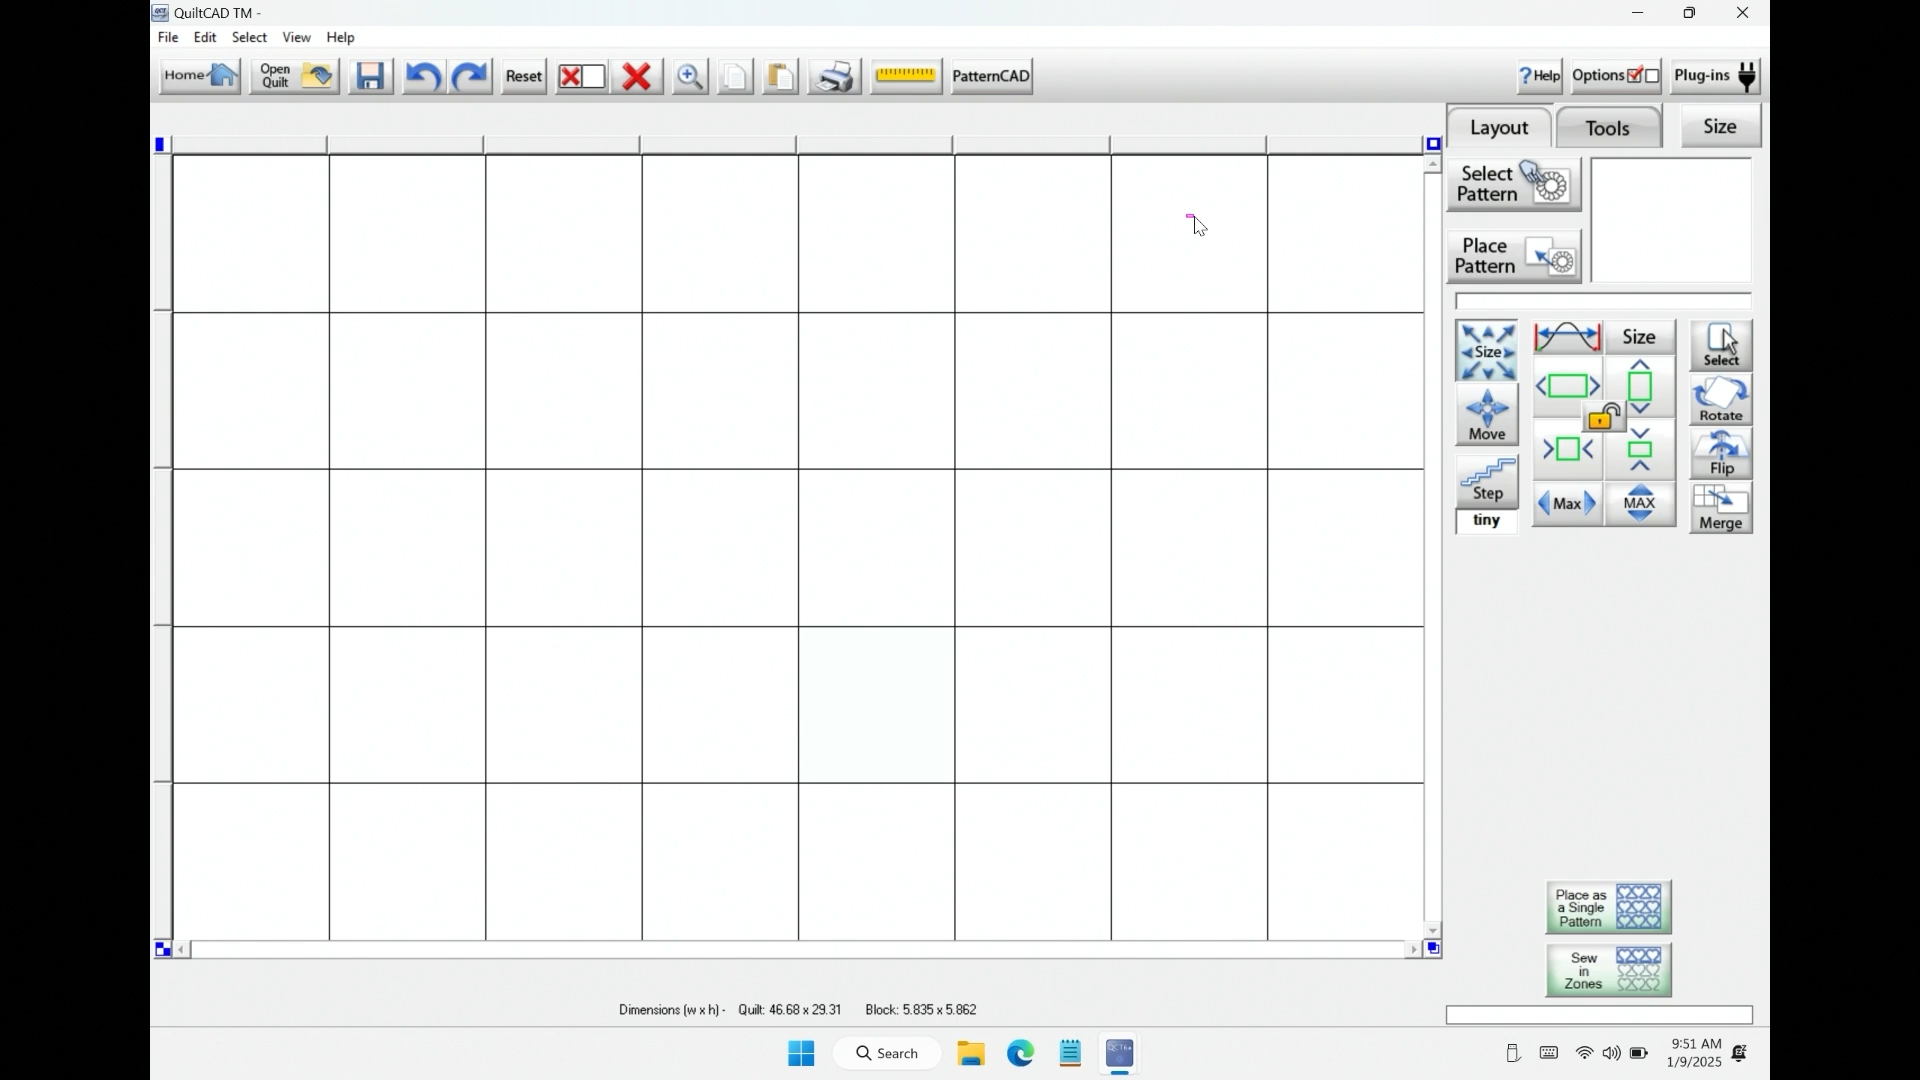 QuiltCAD TM -
File Edit Select View Help
Home
Open
Quilt
Reset
PatternCAD
?Help
Options
Plug-ins
Layout
Tools
Size
Select
Pattern
Place
Pattern
Size
Size
Select
Move
Rotate
Flip
Step
tiny
Max
MAX
Merge
Place as
a Single
Pattern
Sew
in
Zones
Dimensions (w x h) - Quilt: 46.68 x 29.31 Block: 5.835 x 5.862
Search
9:51 AM
1/9/2025